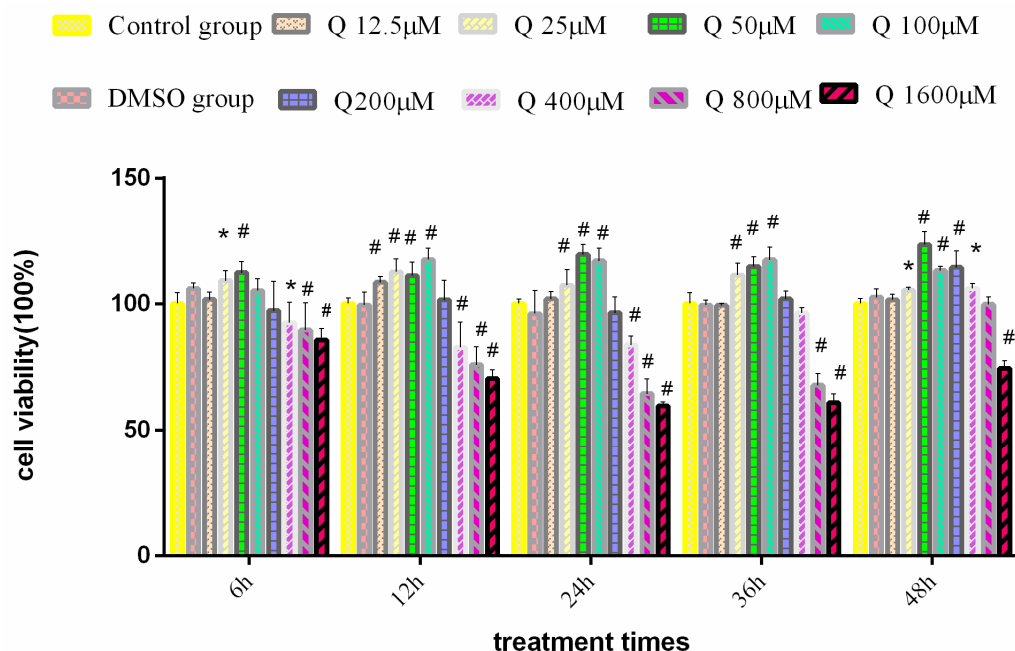 Control group Q 12.5μM Q 25μM Q 50μM Q 100μM
DMSO group Q200μM Q 400μM Q 800μM Q 1600μM
150
100
50
0
cell viability(100%)
* # * # #
# # # # # # #
# # # # # #
# # # # #
* # # # * #
6h 12h 24h 36h 48h
treatment times